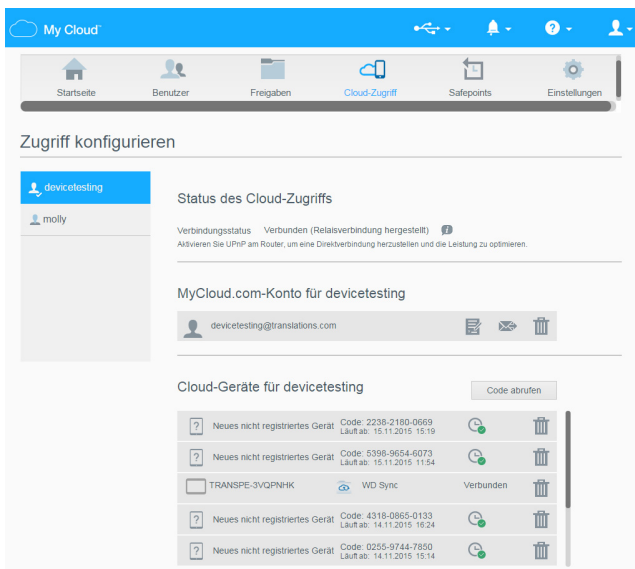 My Cloud™
Startseite
Benutzer
Freigaben
Cloud-Zugriff
Safepoints
Einstellungen
Zugriff konfigurieren
devicetesting
molly
Status des Cloud-Zugriffs
Verbindungsstatus Verbunden (Relaisverbindung hergestellt)
Aktivieren Sie UPnP am Router, um eine Direktverbindung herzustellen und die Leistung zu optimieren.
MyCloud.com-Konto für devicetesting
devicetesting@translations.com
Cloud-Geräte für devicetesting
Code abrufen
Neues nicht registriertes Gerät
Code: 2238-2180-0669
Läuft ab: 15.11.2015 15:19
Neues nicht registriertes Gerät
Code: 5398-9654-6073
Läuft ab: 15.11.2015 11:54
TRANSPE-3VQPNHK WD Sync Verbunden
Neues nicht registriertes Gerät
Code: 4318-0865-0133
Läuft ab: 14.11.2015 16:24
Neues nicht registriertes Gerät
Code: 0255-9744-7850
Läuft ab: 14.11.2015 15:14